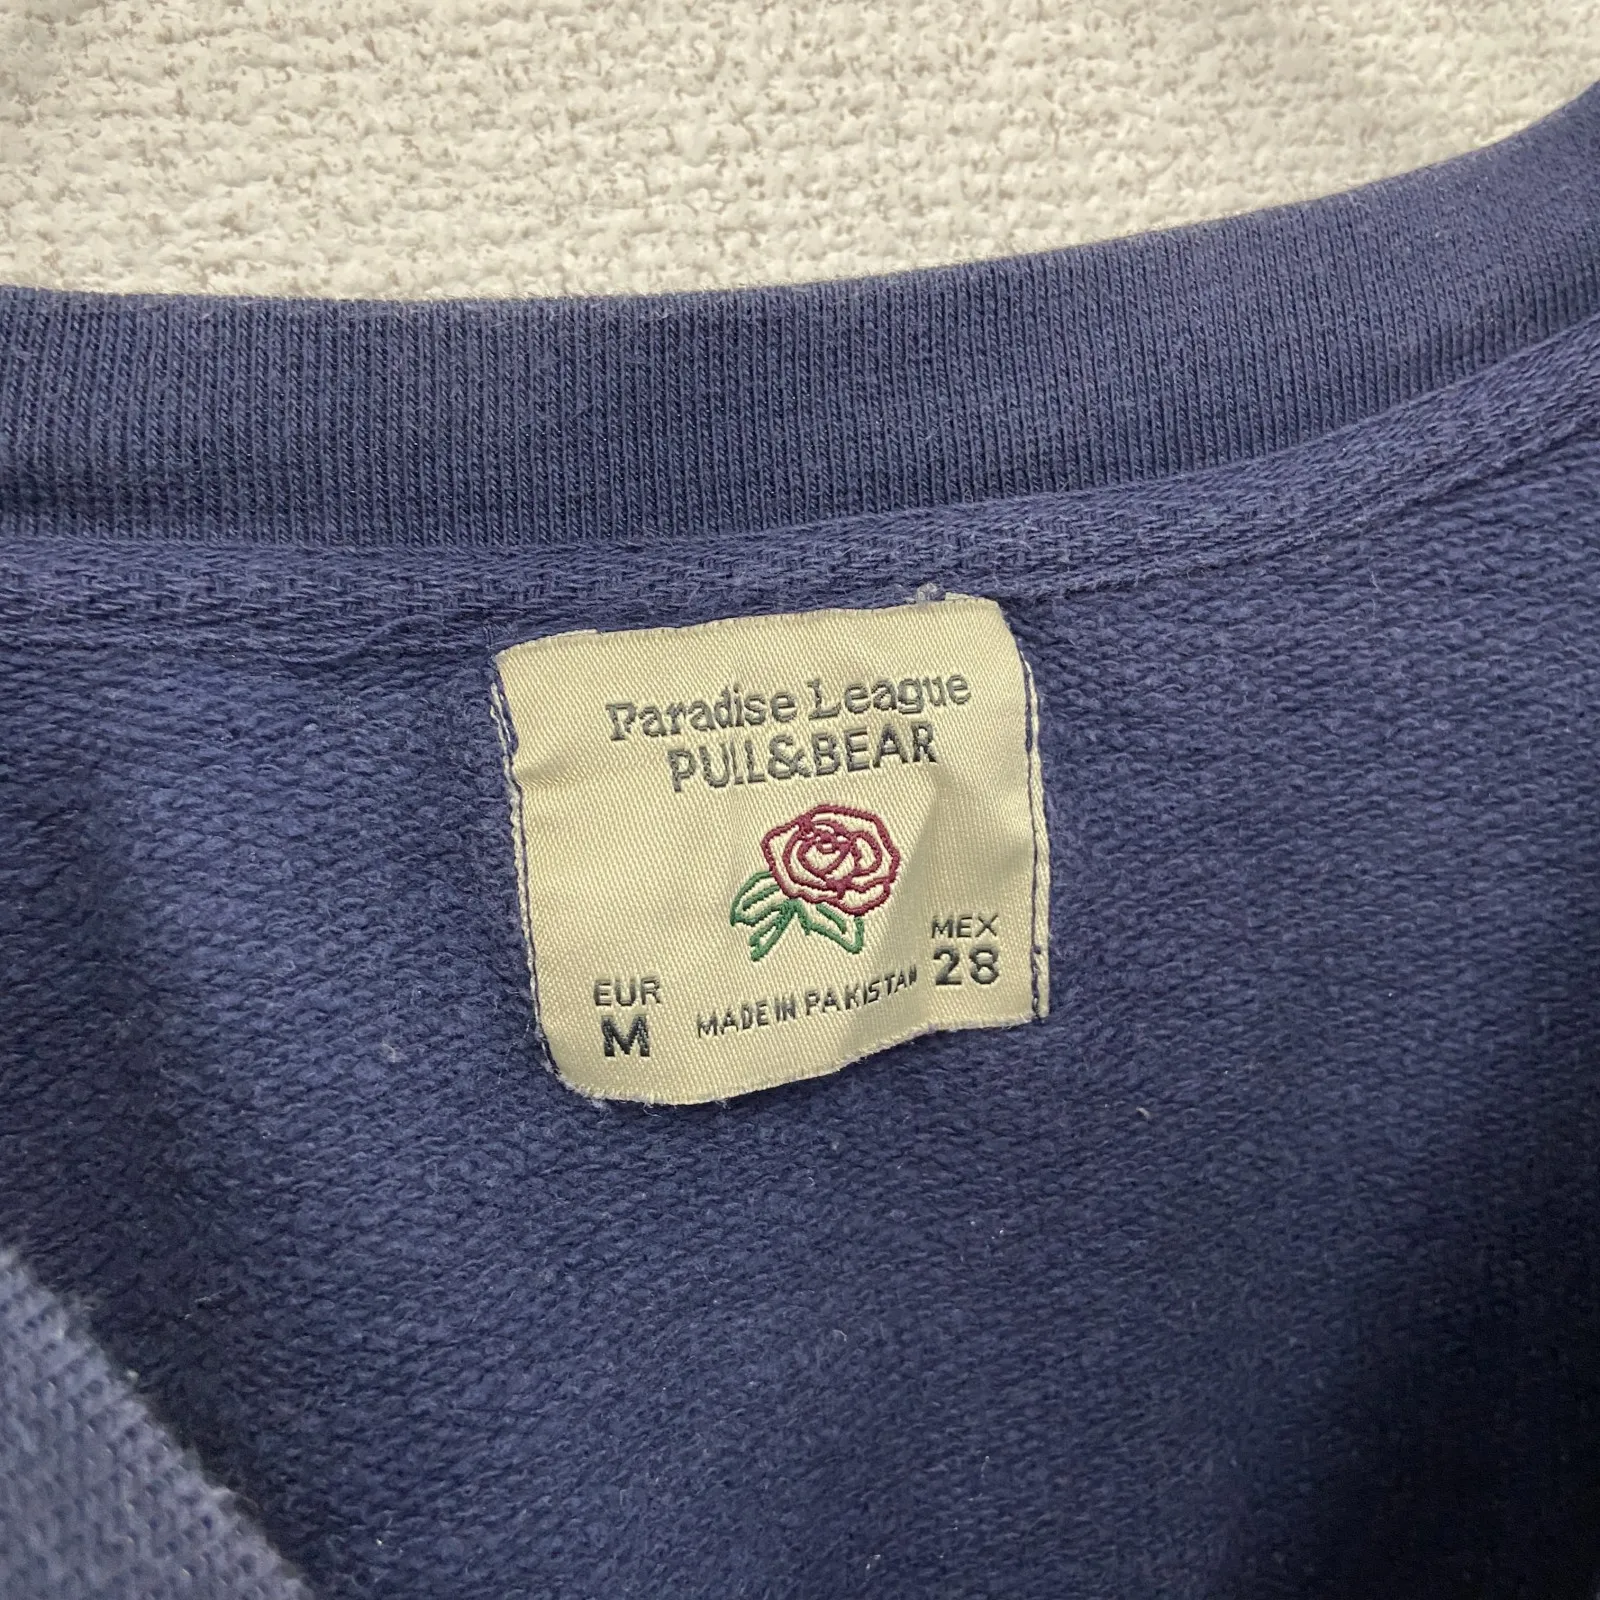 Paradise League
PULL&BEAR
EUR
M
MADE IN PAKISTAN
MEX
28